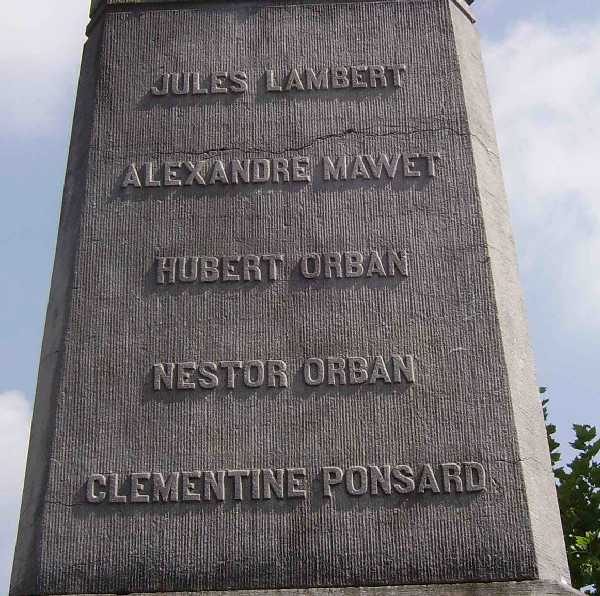 JULES LAMBERT
ALEXANDRE MAWET
HUBERT ORBAN
NESTOR ORBAN
CLEMENTINE PONSARD